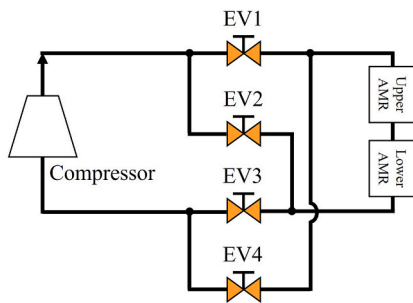 EV1
EV2
EV3
EV4
Compressor
Upper
AMR
Lower
AMR